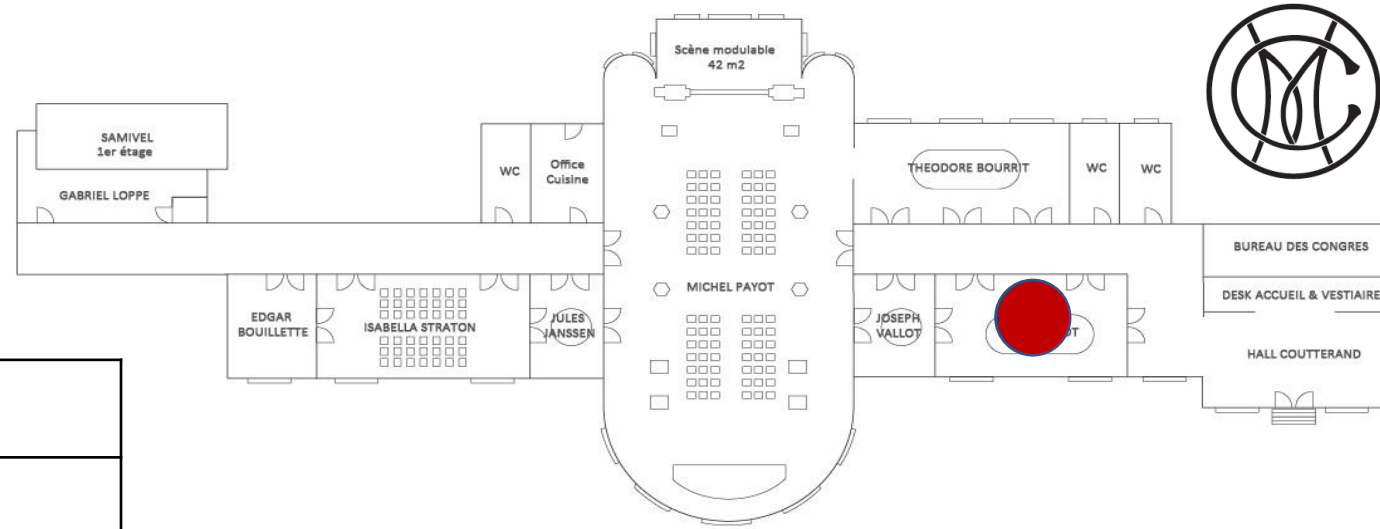 Scène modulable
42 m2
SAMIVEL
1er étage
GABRIEL LOPPE
WC
Office
Cuisine
THEODORE BOURRIT
WC
WC
BUREAU DES CONGRES
DESK ACCUEIL & VESTIAIRE
HALL COUTTERAND
EDGAR
BOUILLETTE
ISABELLA STRATON
JULES
JANSSEN
MICHEL PAYOT
JOSEPH
VALLOT